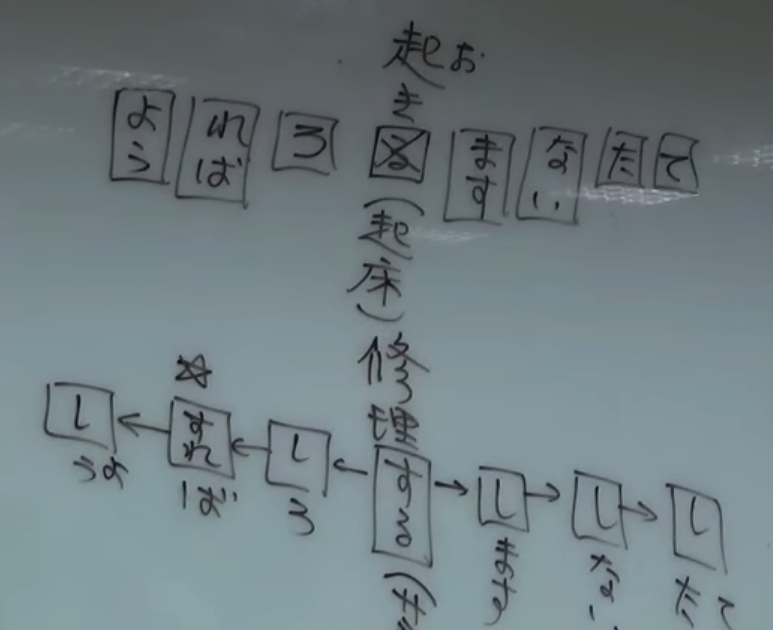 お
起きる(起床)修理する(
て
た
ない
ます
ろ
れば
よう
します
しない
し
たて
しろ
☆
すれば
しよう